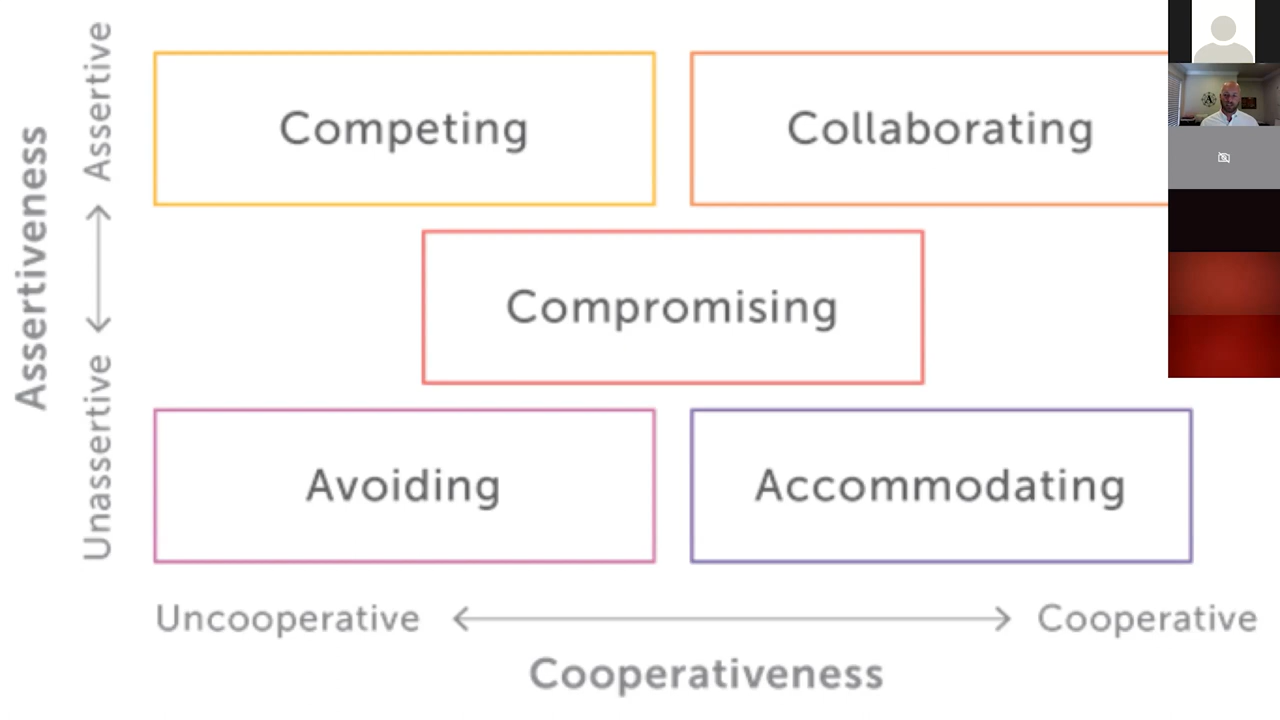 Assertiveness
Assertive
Unassertive
Competing
Collaborating
Compromising
Avoiding
Accommodating
Uncooperative
Cooperative
Cooperativeness